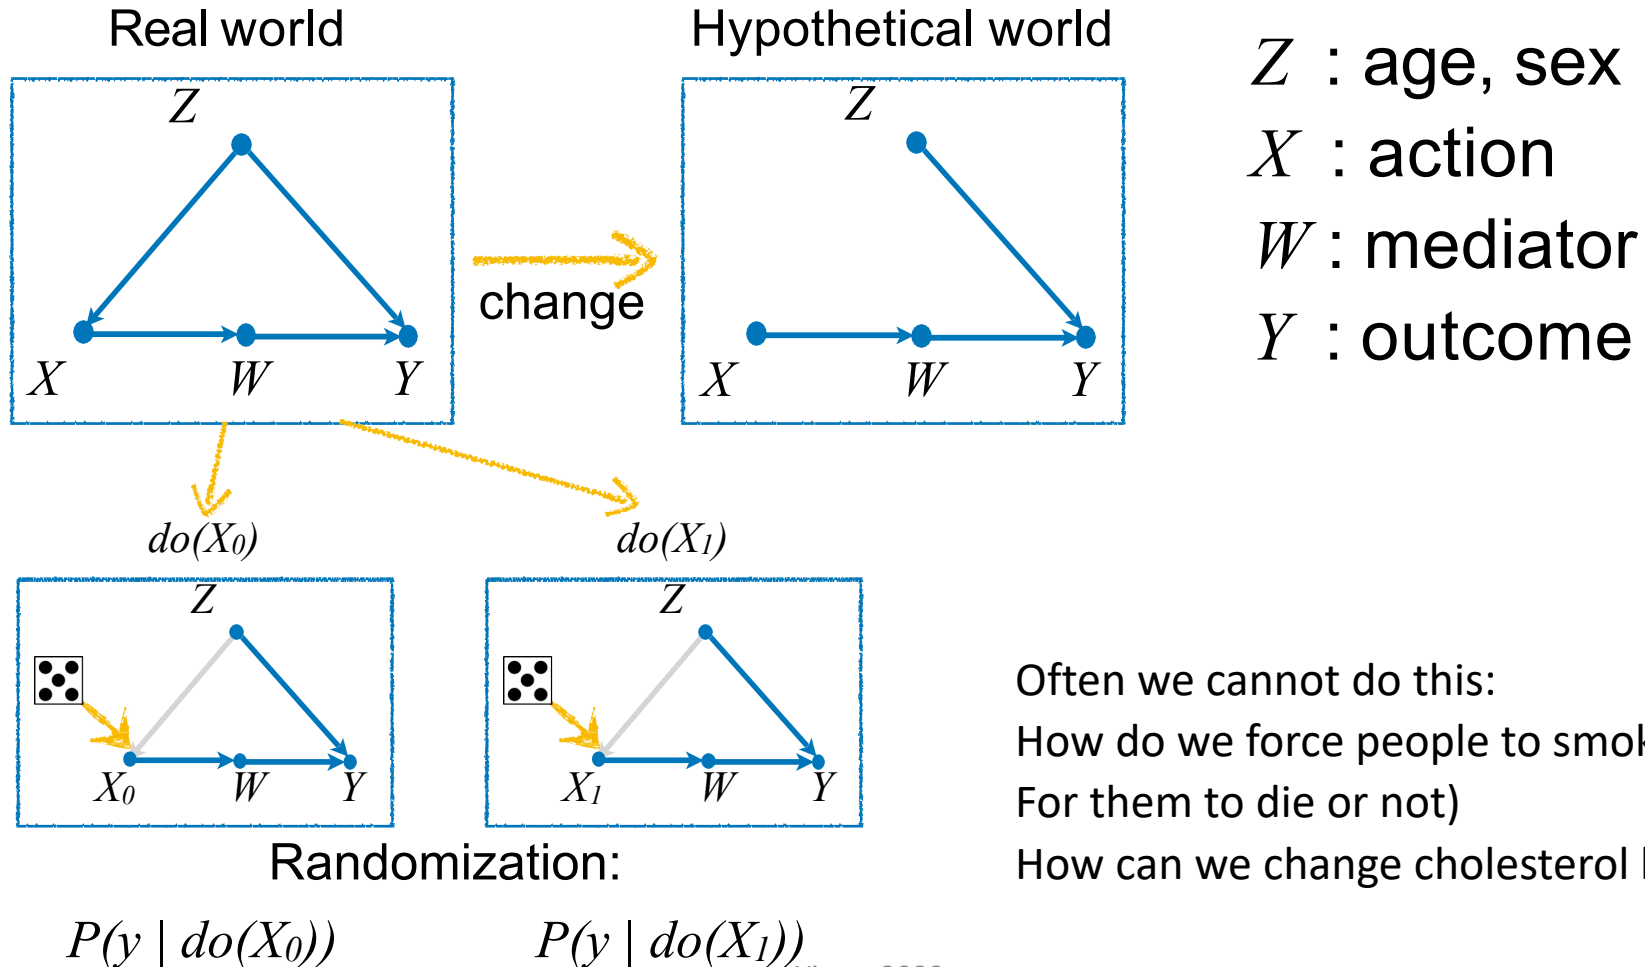 Real world
Hypothetical world
Z : age, sex
X : action
W : mediator
Y : outcome
Z
X W Y
change
Z
X W Y
do(X0)
do(X1)
Z
X0 W Y
Z
X1 W Y
Randomization:
P(y | do(X0))
P(y | do(X1))
Often we cannot do this:
How do we force people to smok
For them to die or not)
How can we change cholesterol